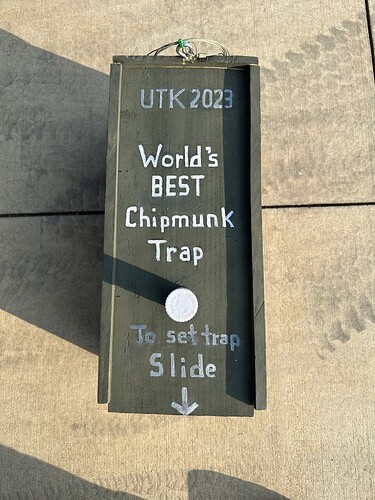 UTK 2023
World's
BEST
Chipmunk
Trap
To set trap
Slide